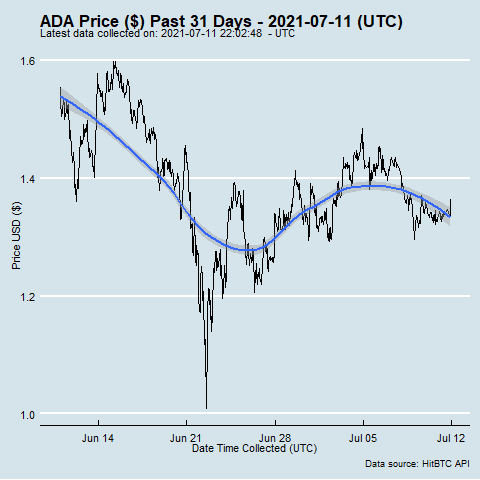 ADA Price ($) Past 31 Days - 2021-07-11 (UTC)
Latest data collected on: 2021-07-11 22:02:48  - UTC
1.6
1.4
1.2
1.0
Price USD ($)
Jun 14 Jun 21 Jun 28 Jul 05 Jul 12
Date Time Collected (UTC)
Data source: HitBTC API